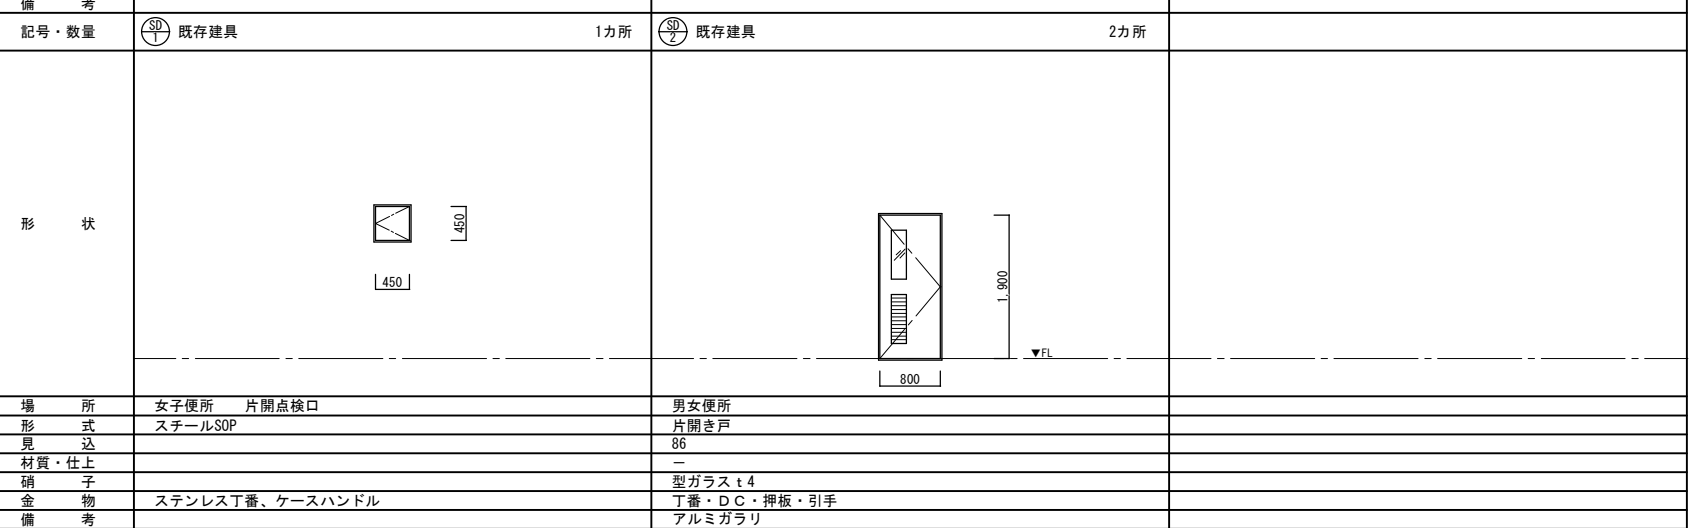 備 考
記号・数量 SD 1 既存建具 1カ所 SD 2 既存建具 2カ所
形 状
450
450
1,900
▼FL
800
場 所 女子便所 片開点検口 男女便所
形 式 スチールSOP 片開き戸
見 込 86
材質・仕上 －
硝 子 型ガラスｔ4
金 物 ステンレス丁番、ケースハンドル 丁番・ＤＣ・押板・引手
備 考 アルミガラリ